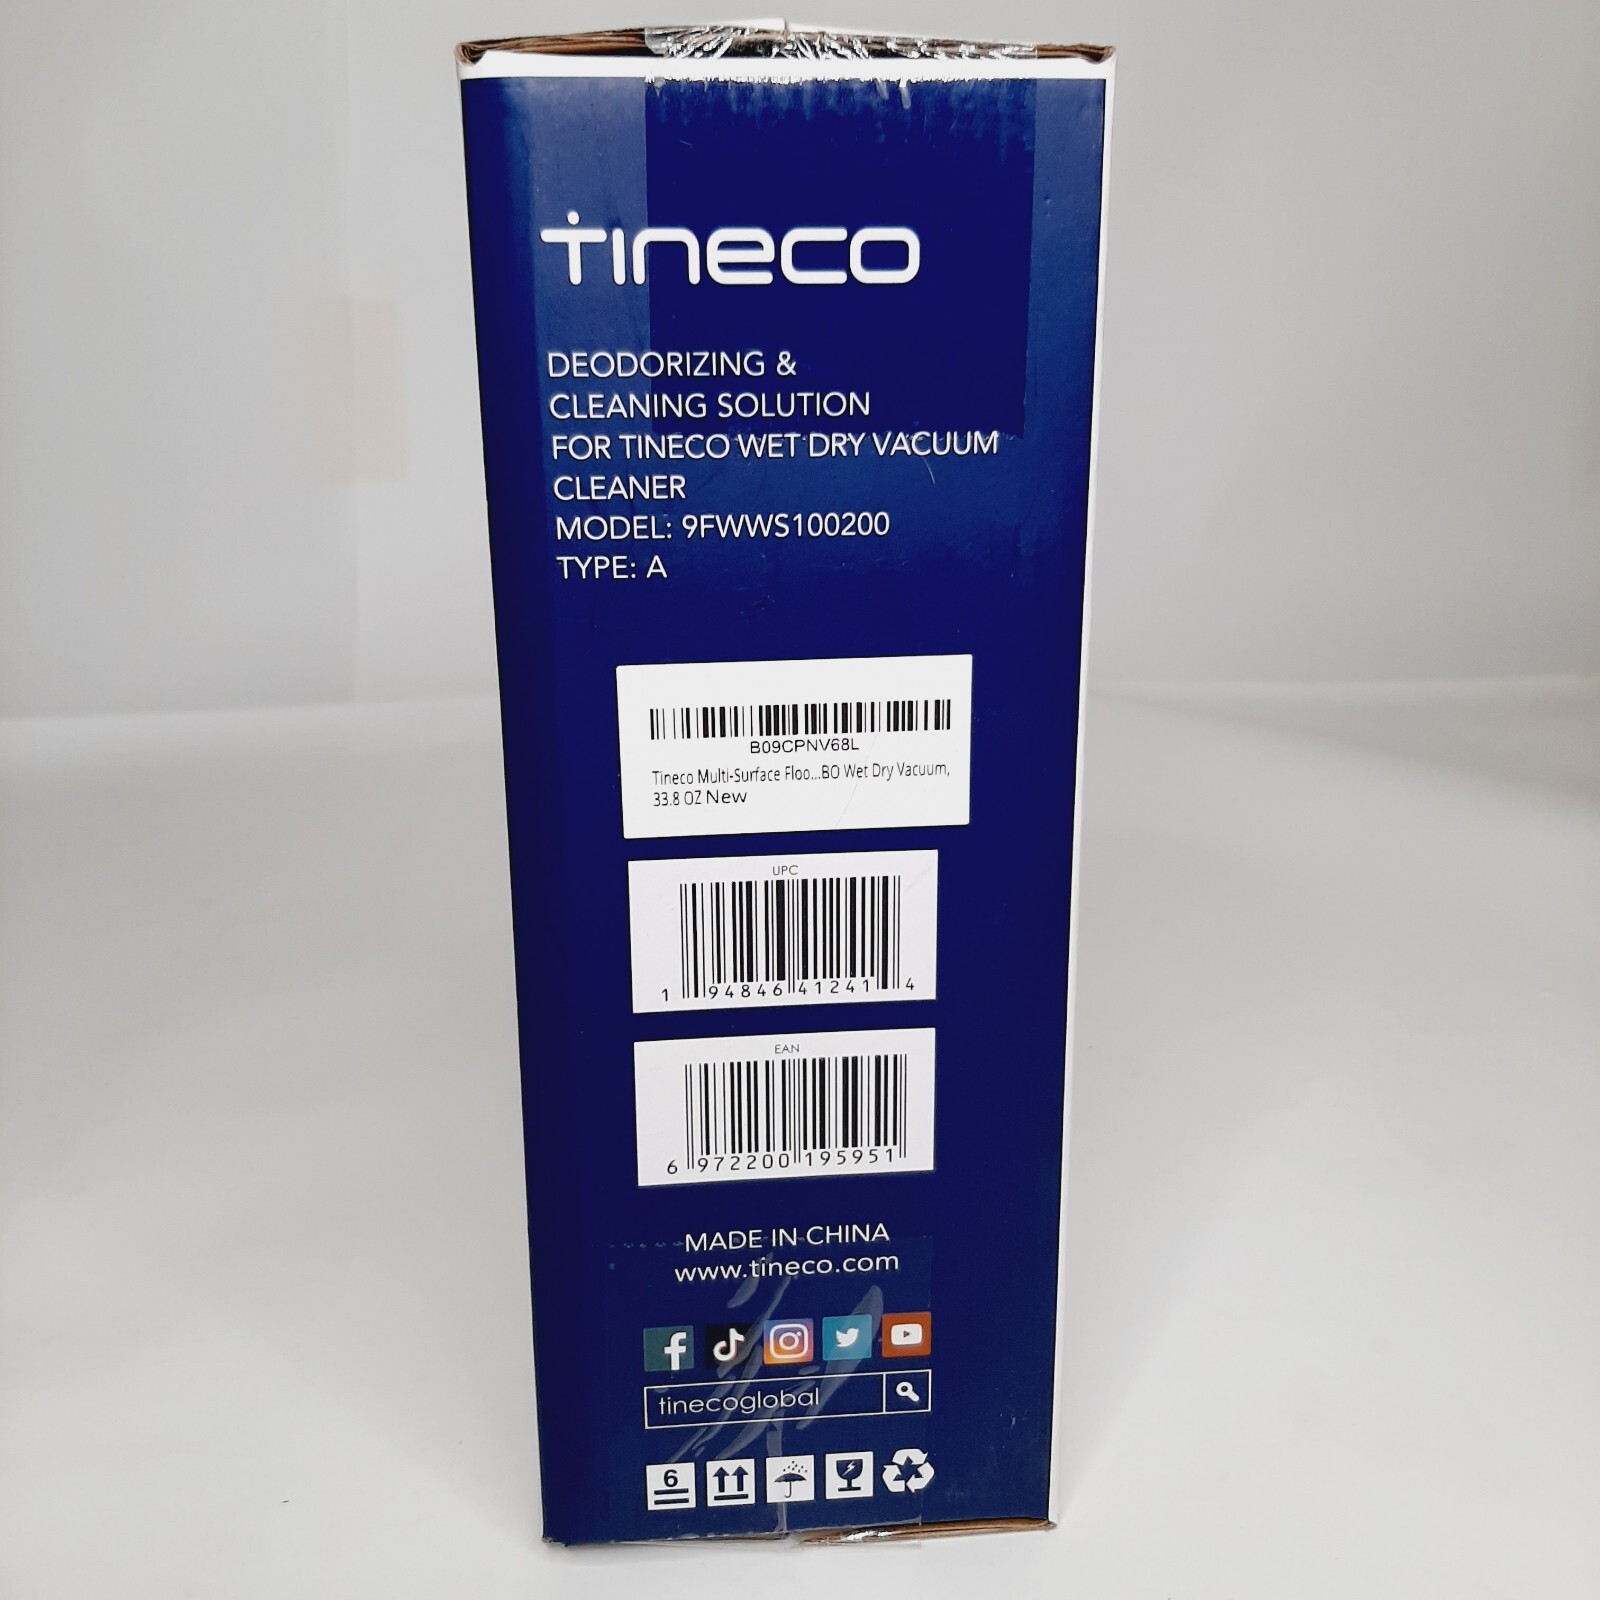 Tineco
DEODORIZING &
CLEANING SOLUTION
FOR TINECO WET DRY VACUUM
CLEANER
MODEL: 9FWWS100200
TYPE: A
B09CPNV68L
Tineco Multi-Surface Floo...BO Wet Dry Vacuum,
33.8 OZ New
UPC
1 94846 41241 4
EAN
6 972200 195951
MADE IN CHINA
www.tineco.com
tinecoglobal
6